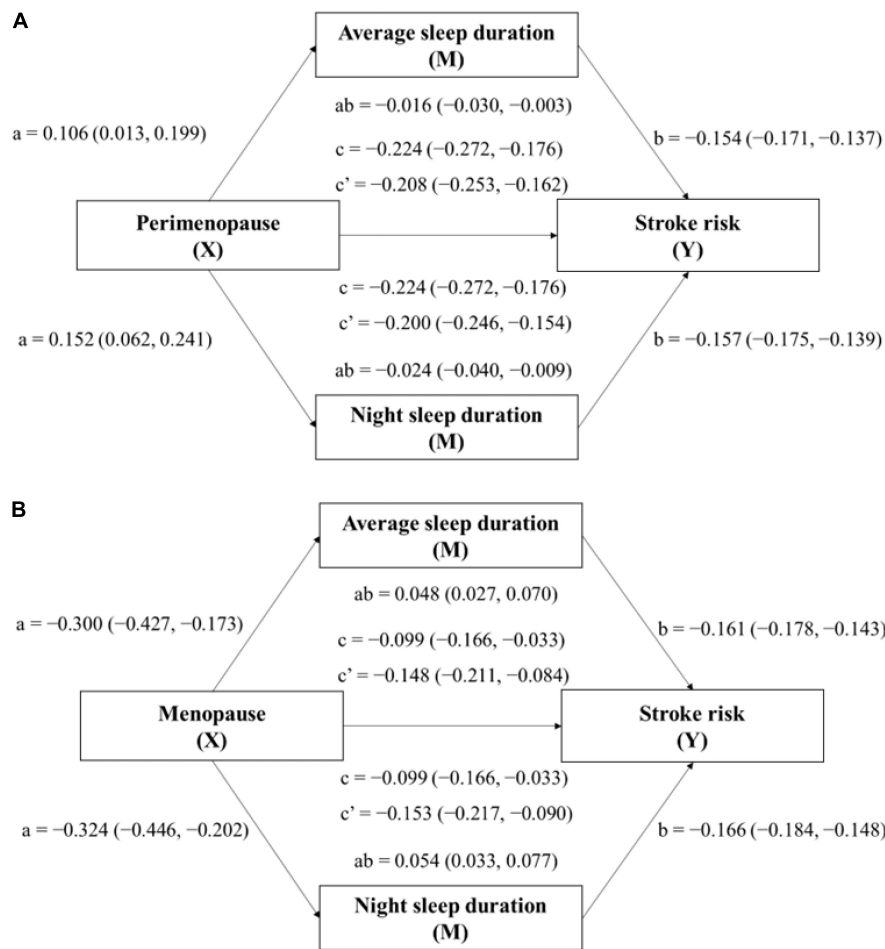 A
Average sleep duration
(M)
ab = −0.016 (−0.030, −0.003)
a = 0.106 (0.013, 0.199)
b = −0.154 (−0.171, −0.137)
c = −0.224 (−0.272, −0.176)
c’ = −0.208 (−0.253, −0.162)
Perimenopause
(X)
Stroke risk
(Y)
c = −0.224 (−0.272, −0.176)
c’ = −0.200 (−0.246, −0.154)
a = 0.152 (0.062, 0.241)
b = −0.157 (−0.175, −0.139)
ab = −0.024 (−0.040, −0.009)
Night sleep duration
(M)
B
Average sleep duration
(M)
ab = 0.048 (0.027, 0.070)
a = −0.300 (−0.427, −0.173)
b = −0.161 (−0.178, −0.143)
c = −0.099 (−0.166, −0.033)
c’ = −0.148 (−0.211, −0.084)
Menopause
(X)
Stroke risk
(Y)
c = −0.099 (−0.166, −0.033)
c’ = −0.153 (−0.217, −0.090)
a = −0.324 (−0.446, −0.202)
b = −0.166 (−0.184, −0.148)
ab = 0.054 (0.033, 0.077)
Night sleep duration
(M)